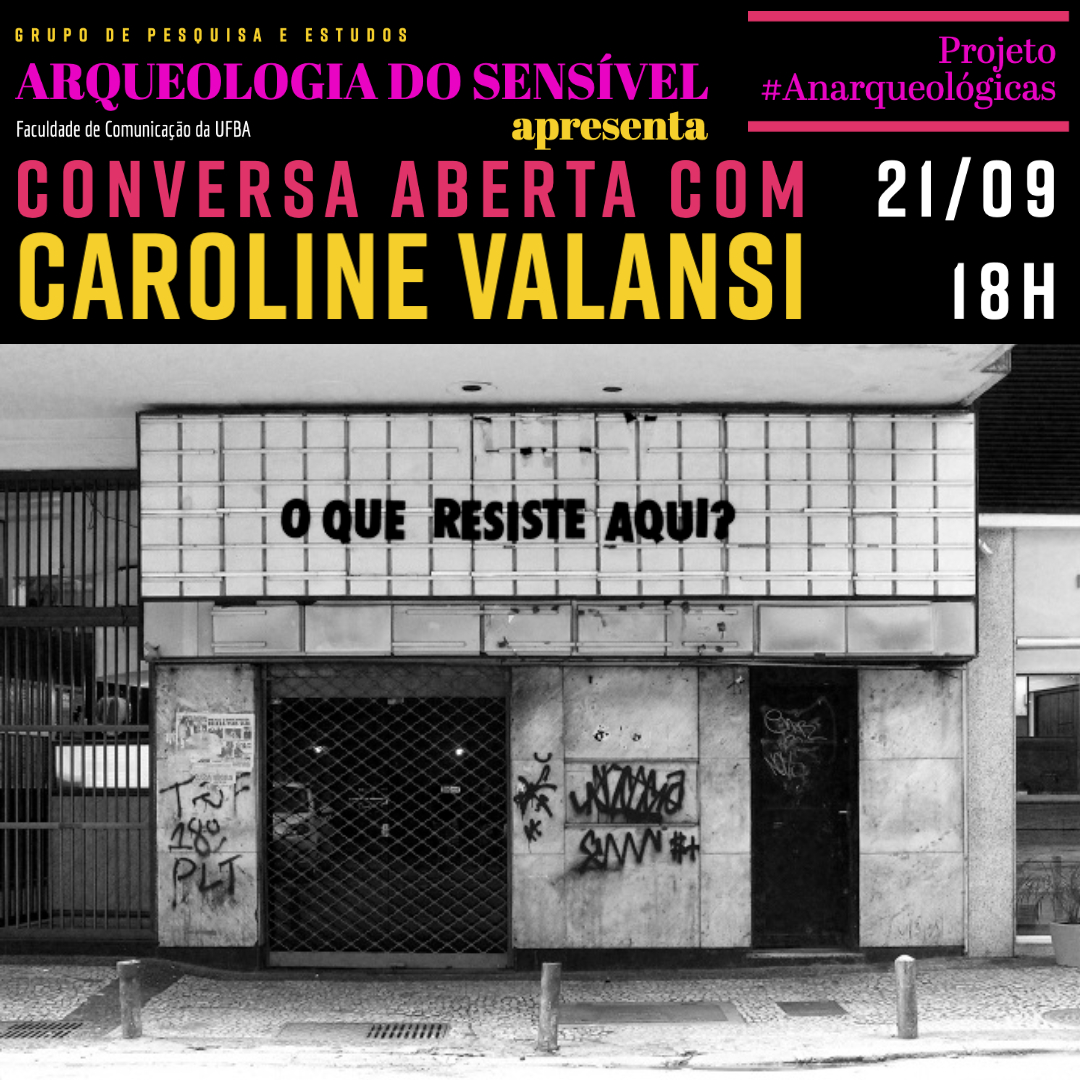 GRUPO DE PESQUISA E ESTUDOS
ARQUEOLOGIA DO SENSÍVEL
Faculdade de Comunicação da UFBA
apresenta
Projeto
#Anarqueológicas
CONVERSA ABERTA COM
CAROLINE VALANSI
21/09
18H
O QUE RESISTE AQUI?
PLT